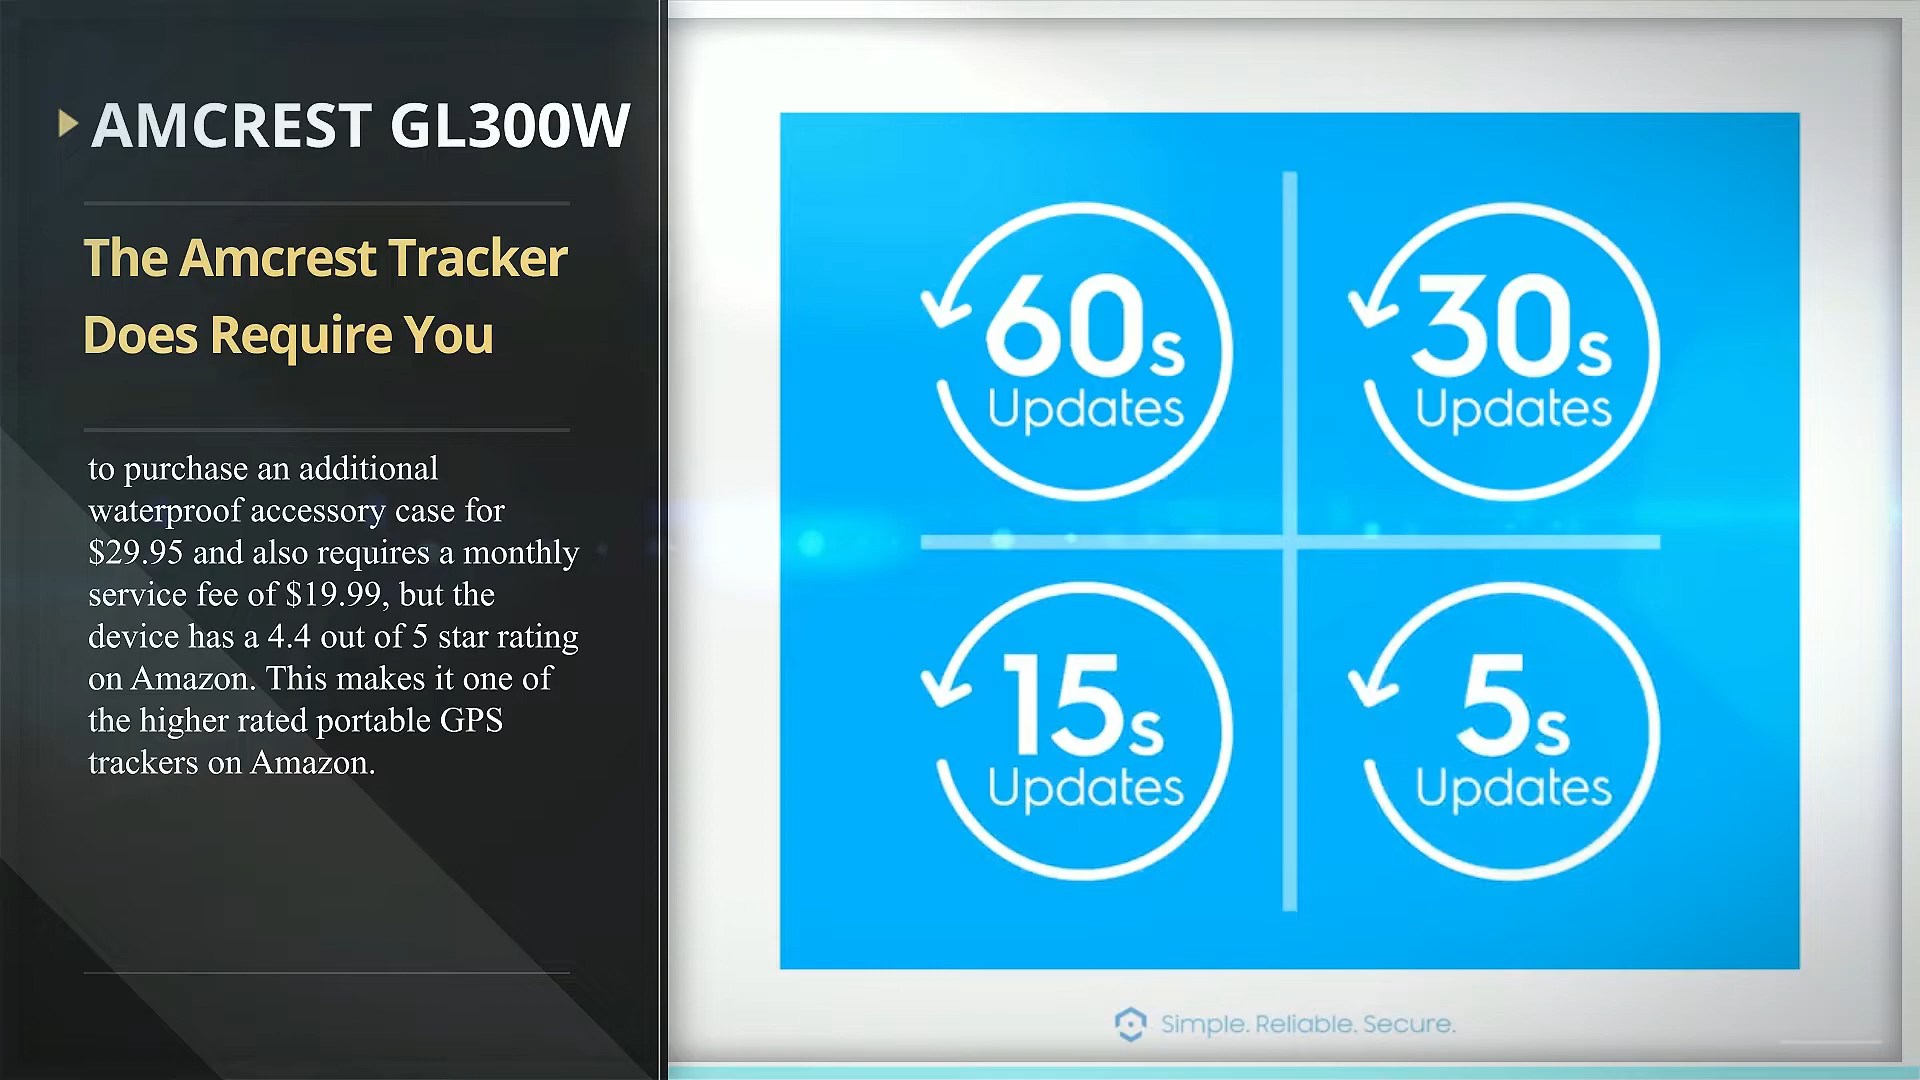 AMCREST GL300W
The Amcrest Tracker
Does Require You
to purchase an additional
waterproof accessory case for
$29.95 and also requires a monthly
service fee of $19.99, but the
device has a 4.4 out of 5 star rating
on Amazon. This makes it one of
the higher rated portable GPS
trackers on Amazon.
60s
Updates
30s
Updates
15s
Updates
5s
Updates
Simple. Reliable. Secure.